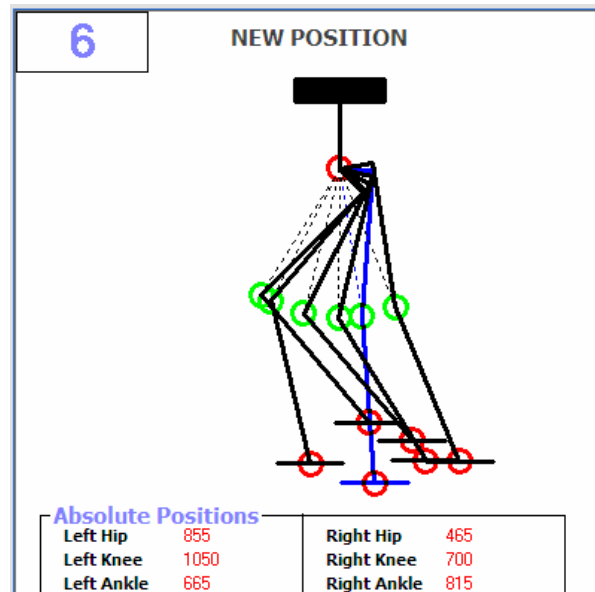 6
NEW POSITION
Absolute Positions
Left Hip 855 Right Hip 465
Left Knee 1050 Right Knee 700
Left Ankle 665 Right Ankle 815